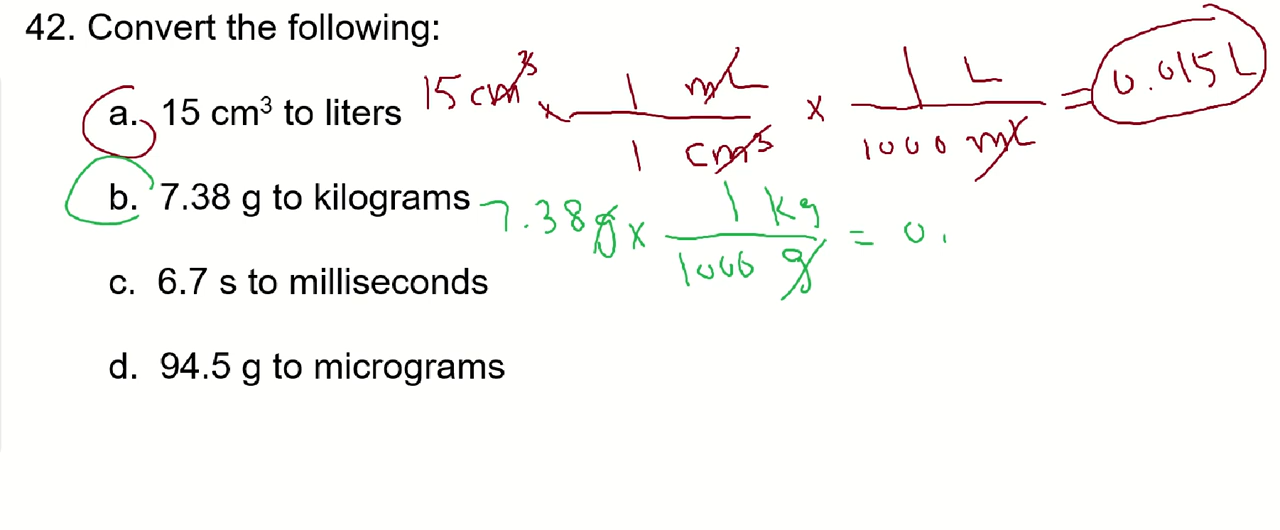 42. Convert the following:
a. 15 cm³ to liters 15 cm³ x 1 mL / 1 cm³ x 1 L / 1000 mL = 0.015 L
b. 7.38 g to kilograms 7.38 g x 1 kg / 1000 g = 0.
c. 6.7 s to milliseconds
d. 94.5 g to micrograms